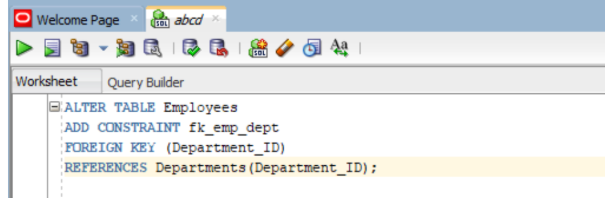 Welcome Page abcd
Worksheet Query Builder
ALTER TABLE Employees
ADD CONSTRAINT fk_emp_dept
FOREIGN KEY (Department_ID)
REFERENCES Departments(Department_ID);